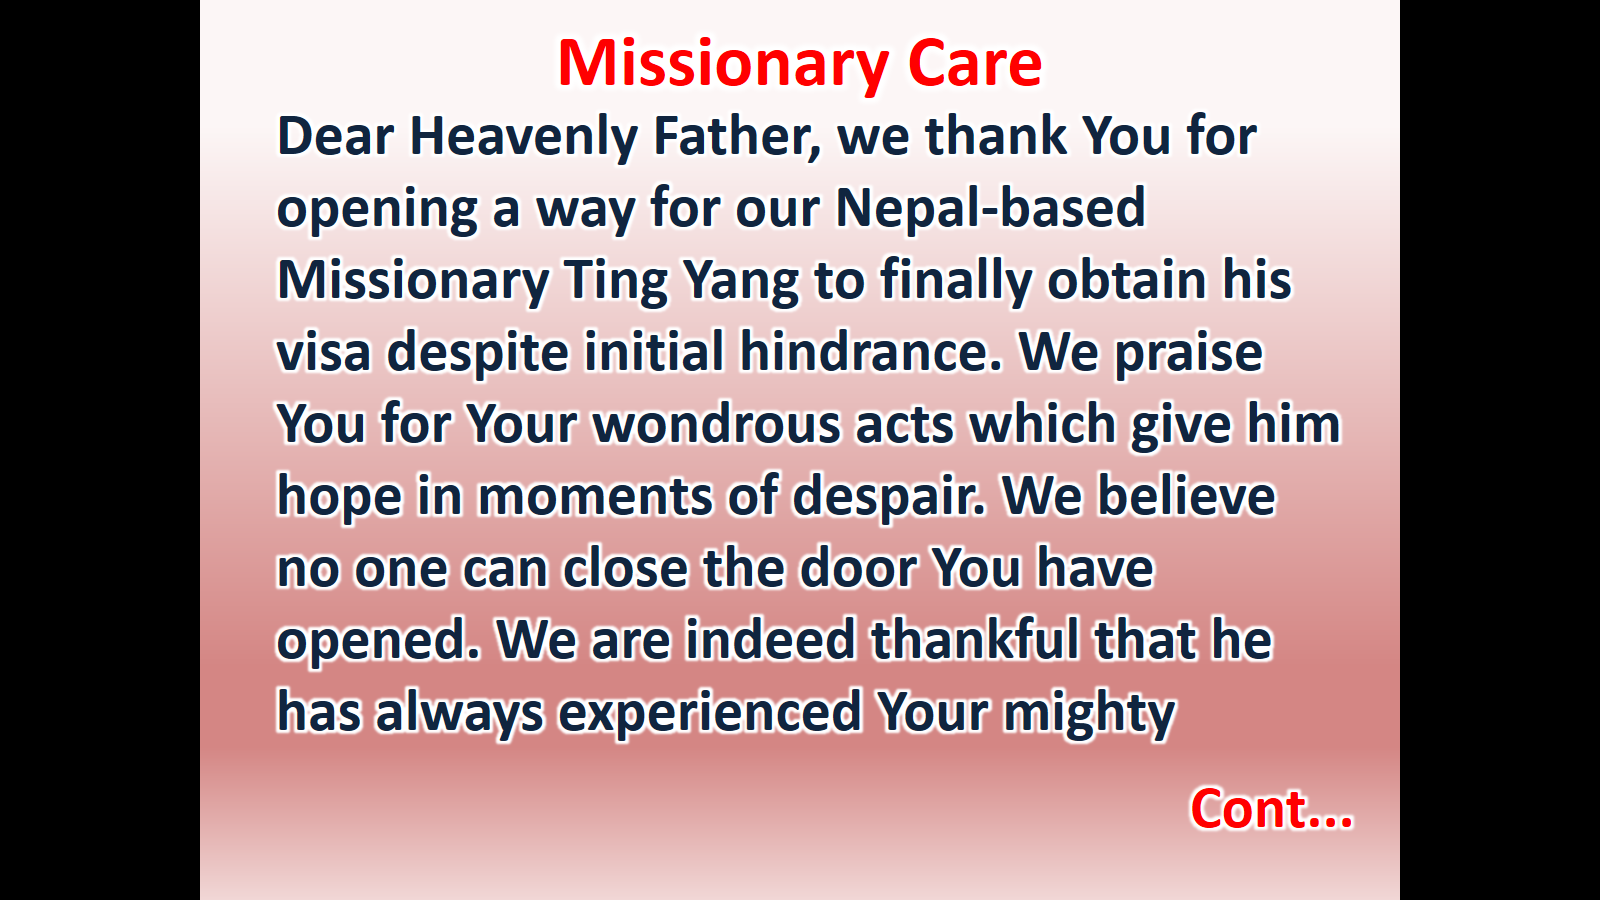 Missionary Care
Dear Heavenly Father, we thank You for
opening a way for our Nepal-based
Missionary Ting Yang to finally obtain his
visa despite initial hindrance. We praise
You for Your wondrous acts which give him
hope in moments of despair. We believe
no one can close the door You have
opened. We are indeed thankful that he
has always experienced Your mighty
Cont...